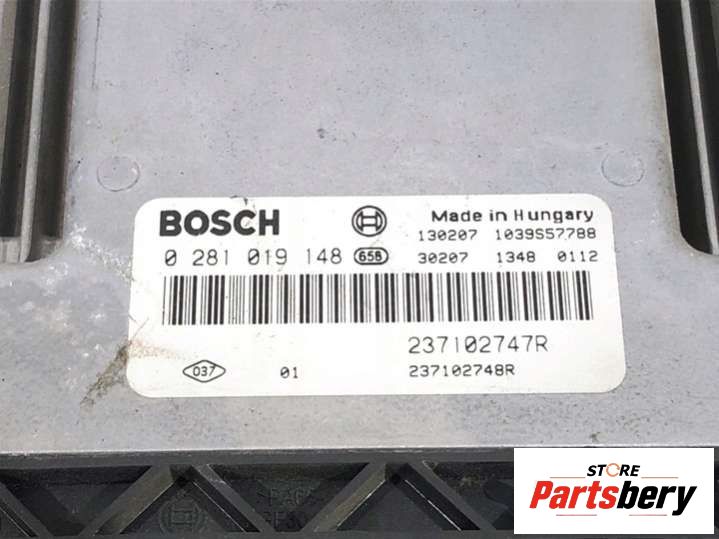 BOSCH Made in Hungary
130207 1039S57788
0 281 019 148 65B 30207 1348 0112
237102747R
037 01 237102748R
STORE
Partsbery